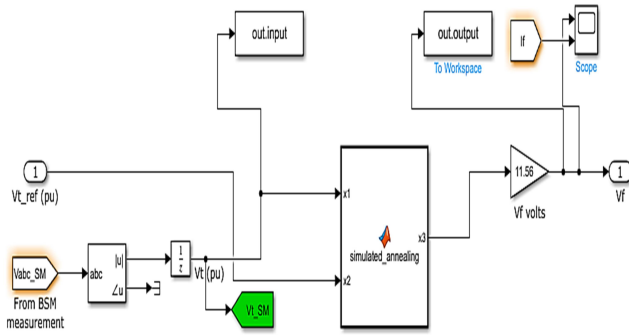 out.input
out.output
To Workspace
If
Scope
1
Vt_ref (pu)
x1
11.56
1
Vf volts
Vf
simulated_annealing
x3
|u|
1
z
Vabc_SM
abc
Vt (pu)
∠u
x2
From BSM
measurement
Vt_SM